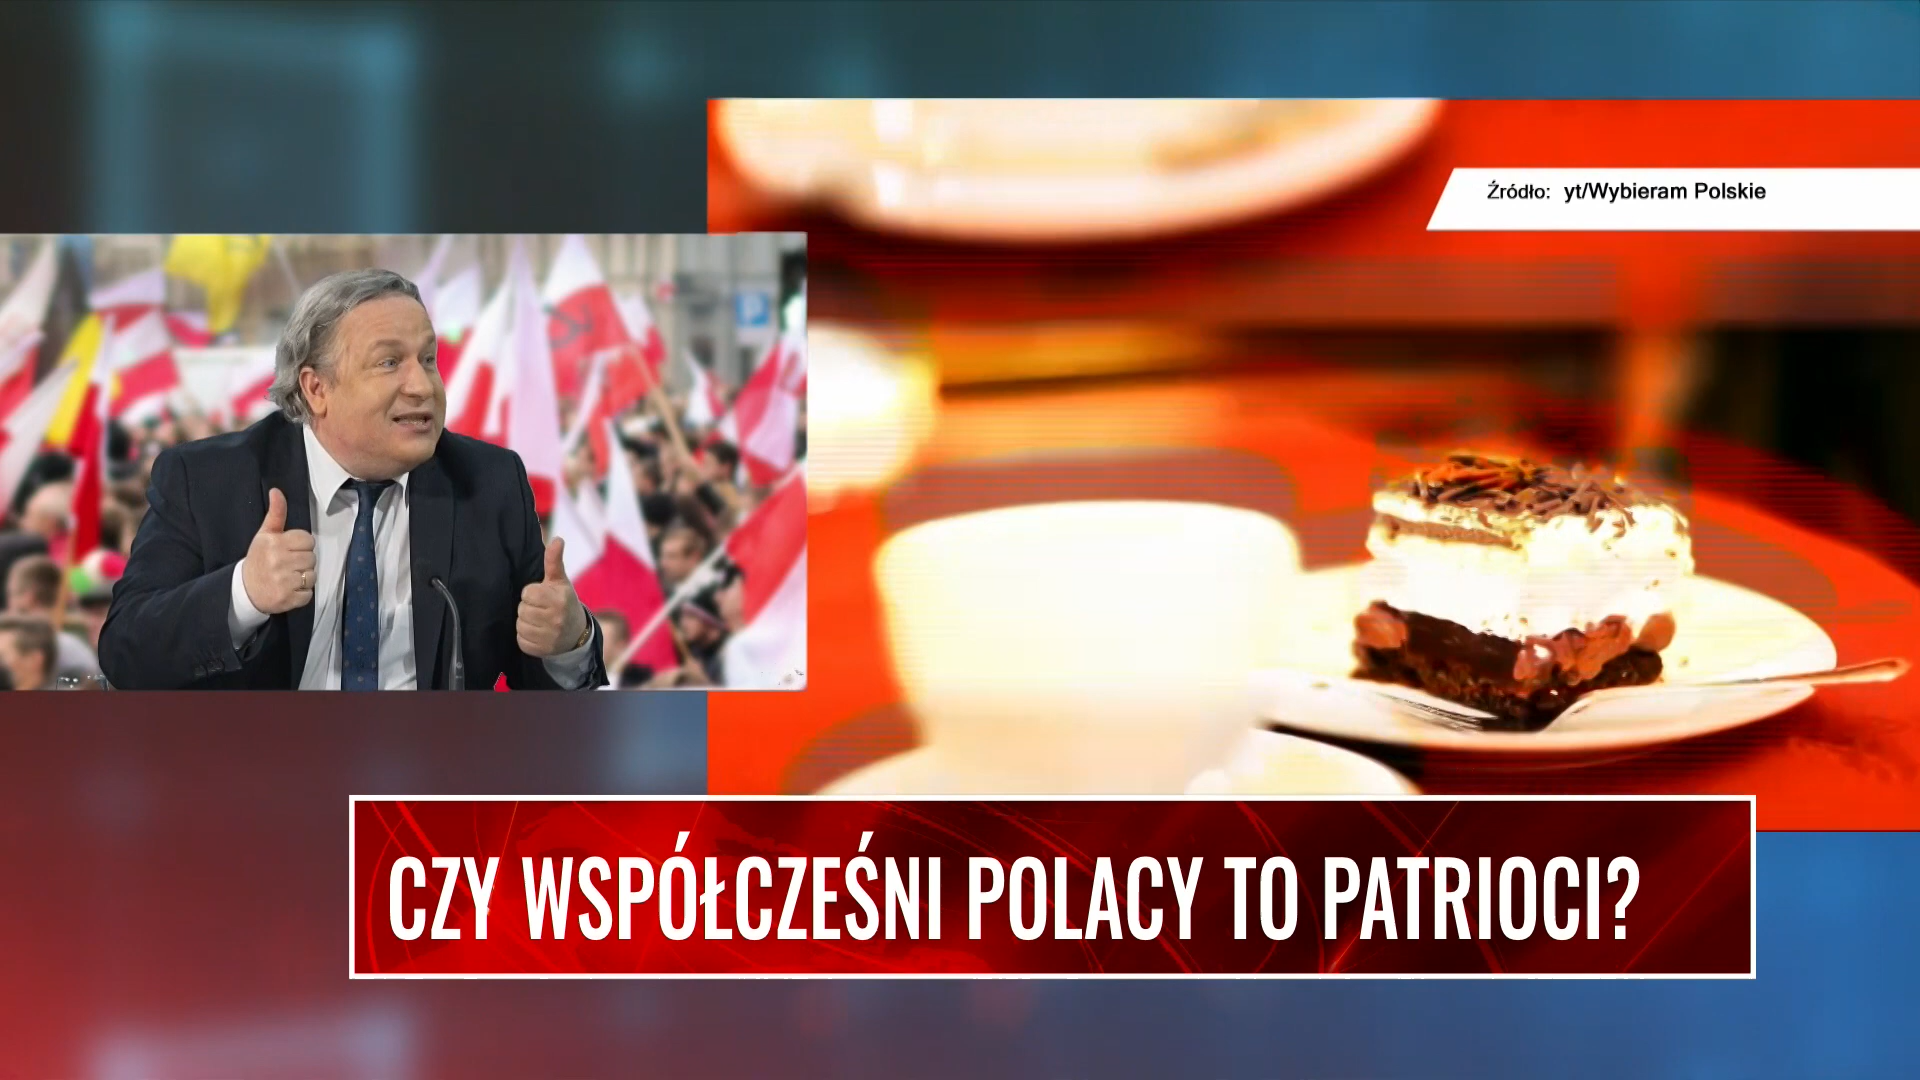 Źródło: yt/Wybieram Polskie
CZY WSPÓŁCZEŚNI POLACY TO PATRIOCI?